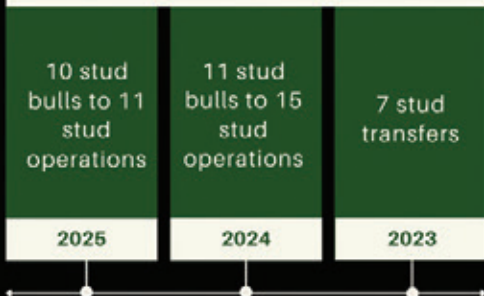 10 stud
bulls to 11
stud
operations
2025
11 stud
bulls to 15
stud
operations
2024
7 stud
transfers
2023